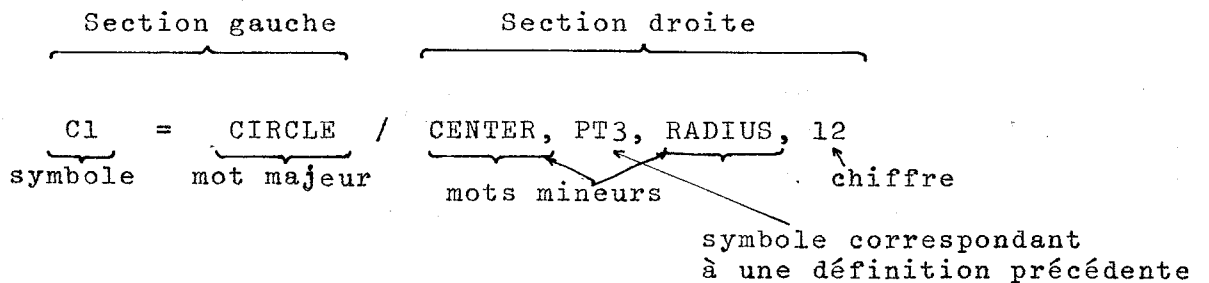 Section gauche Section droite
C1 = CIRCLE / CENTER, PT3, RADIUS, 12
symbole mot majeur mots mineurs chiffre
symbole correspondant
à une définition précédente